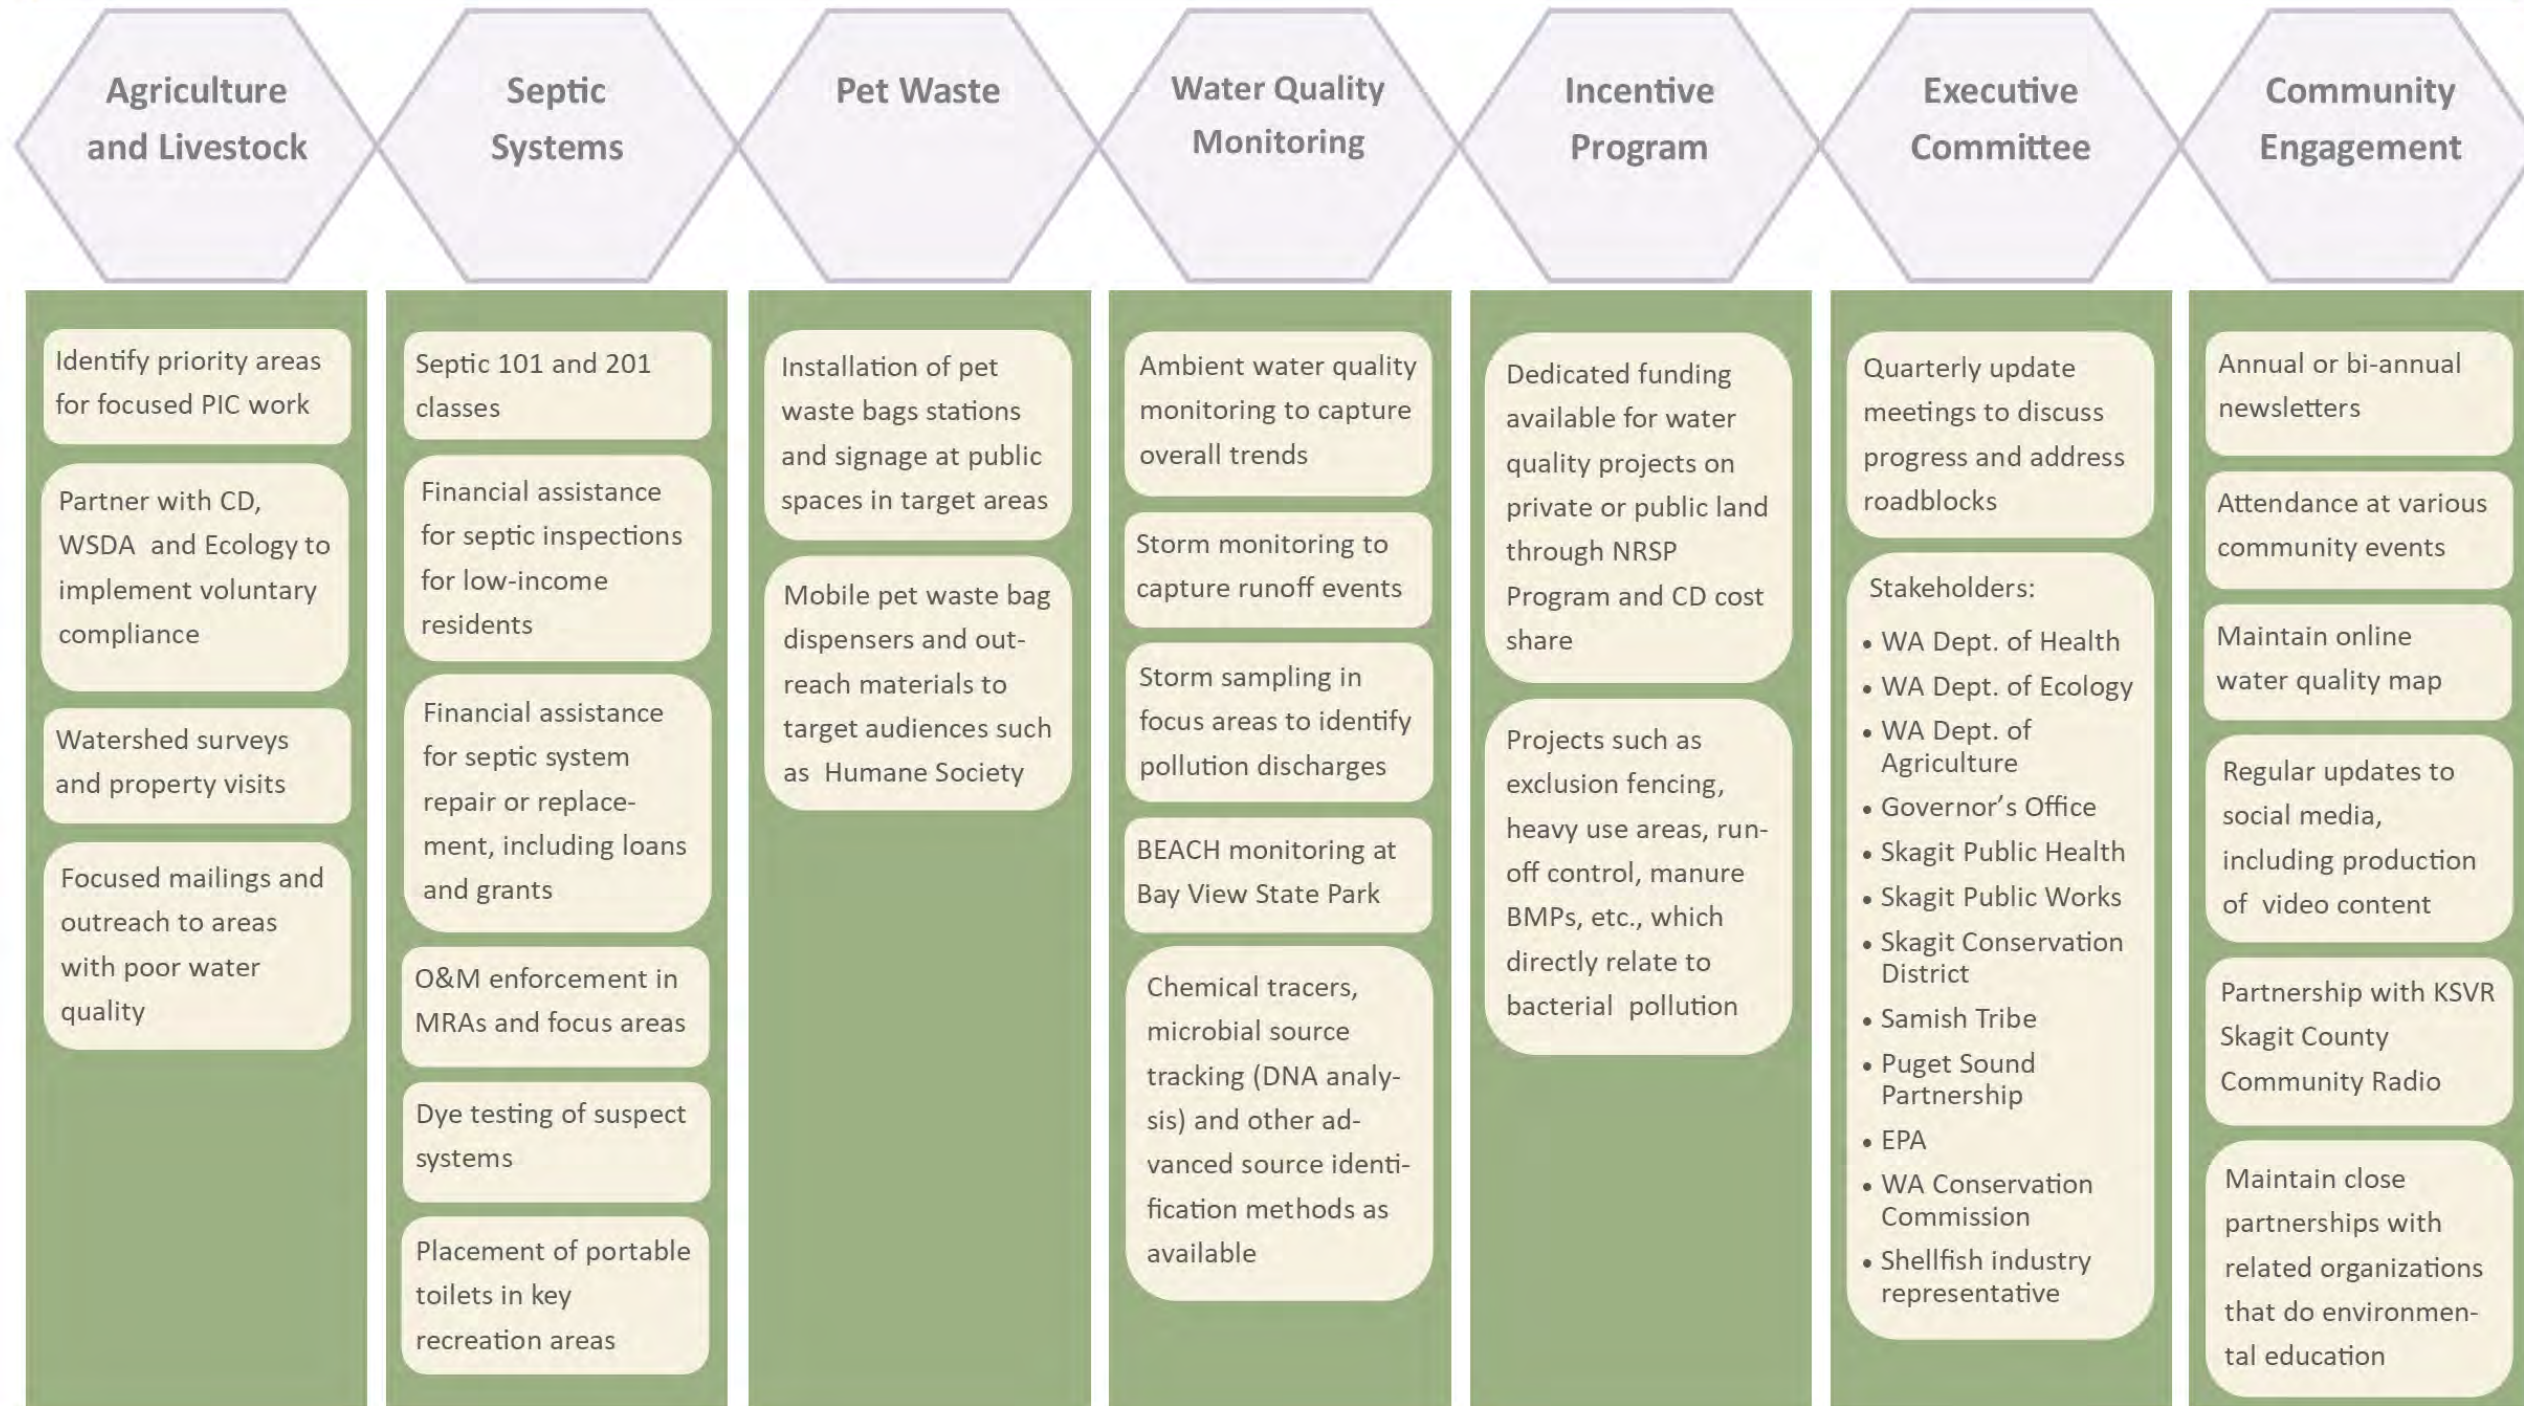 Agriculture
and Livestock
Identify priority areas
for focused PIC work
Partner with CD,
WSDA and Ecology to
implement voluntary
compliance
Watershed surveys
and property visits
Focused mailings and
outreach to areas
with poor water
quality
Septic
Systems
Septic 101 and 201
classes
Financial assistance
for septic inspections
for low-income
residents
Financial assistance
for septic system
repair or replace-
ment, including loans
and grants
O&M enforcement in
MRAs and focus areas
Dye testing of suspect
systems
Placement of portable
toilets in key
recreation areas
Pet Waste
Installation of pet
waste bags stations
and signage at public
spaces in target areas
Mobile pet waste bag
dispensers and out-
reach materials to
target audiences such
as Humane Society
Water Quality
Monitoring
Ambient water quality
monitoring to capture
overall trends
Storm monitoring to
capture runoff events
Storm sampling in
focus areas to identify
pollution discharges
BEACH monitoring at
Bay View State Park
Chemical tracers,
microbial source
tracking (DNA analy-
sis) and other ad-
vanced source identi-
fication methods as
available
Incentive
Program
Dedicated funding
available for water
quality projects on
private or public land
through NRSP
Program and CD cost
share
Projects such as
exclusion fencing,
heavy use areas, run-
off control, manure
BMPs, etc., which
directly relate to
bacterial pollution
Executive
Committee
Quarterly update
meetings to discuss
progress and address
roadblocks
Stakeholders:
• WA Dept. of Health
• WA Dept. of Ecology
• WA Dept. of
Agriculture
• Governor’s Office
• Skagit Public Health
• Skagit Public Works
• Skagit Conservation
District
• Samish Tribe
• Puget Sound
Partnership
• EPA
• WA Conservation
Commission
• Shellfish industry
representative
Community
Engagement
Annual or bi-annual
newsletters
Attendance at various
community events
Maintain online
water quality map
Regular updates to
social media,
including production
of video content
Partnership with KSVR
Skagit County
Community Radio
Maintain close
partnerships with
related organizations
that do environmen-
tal education